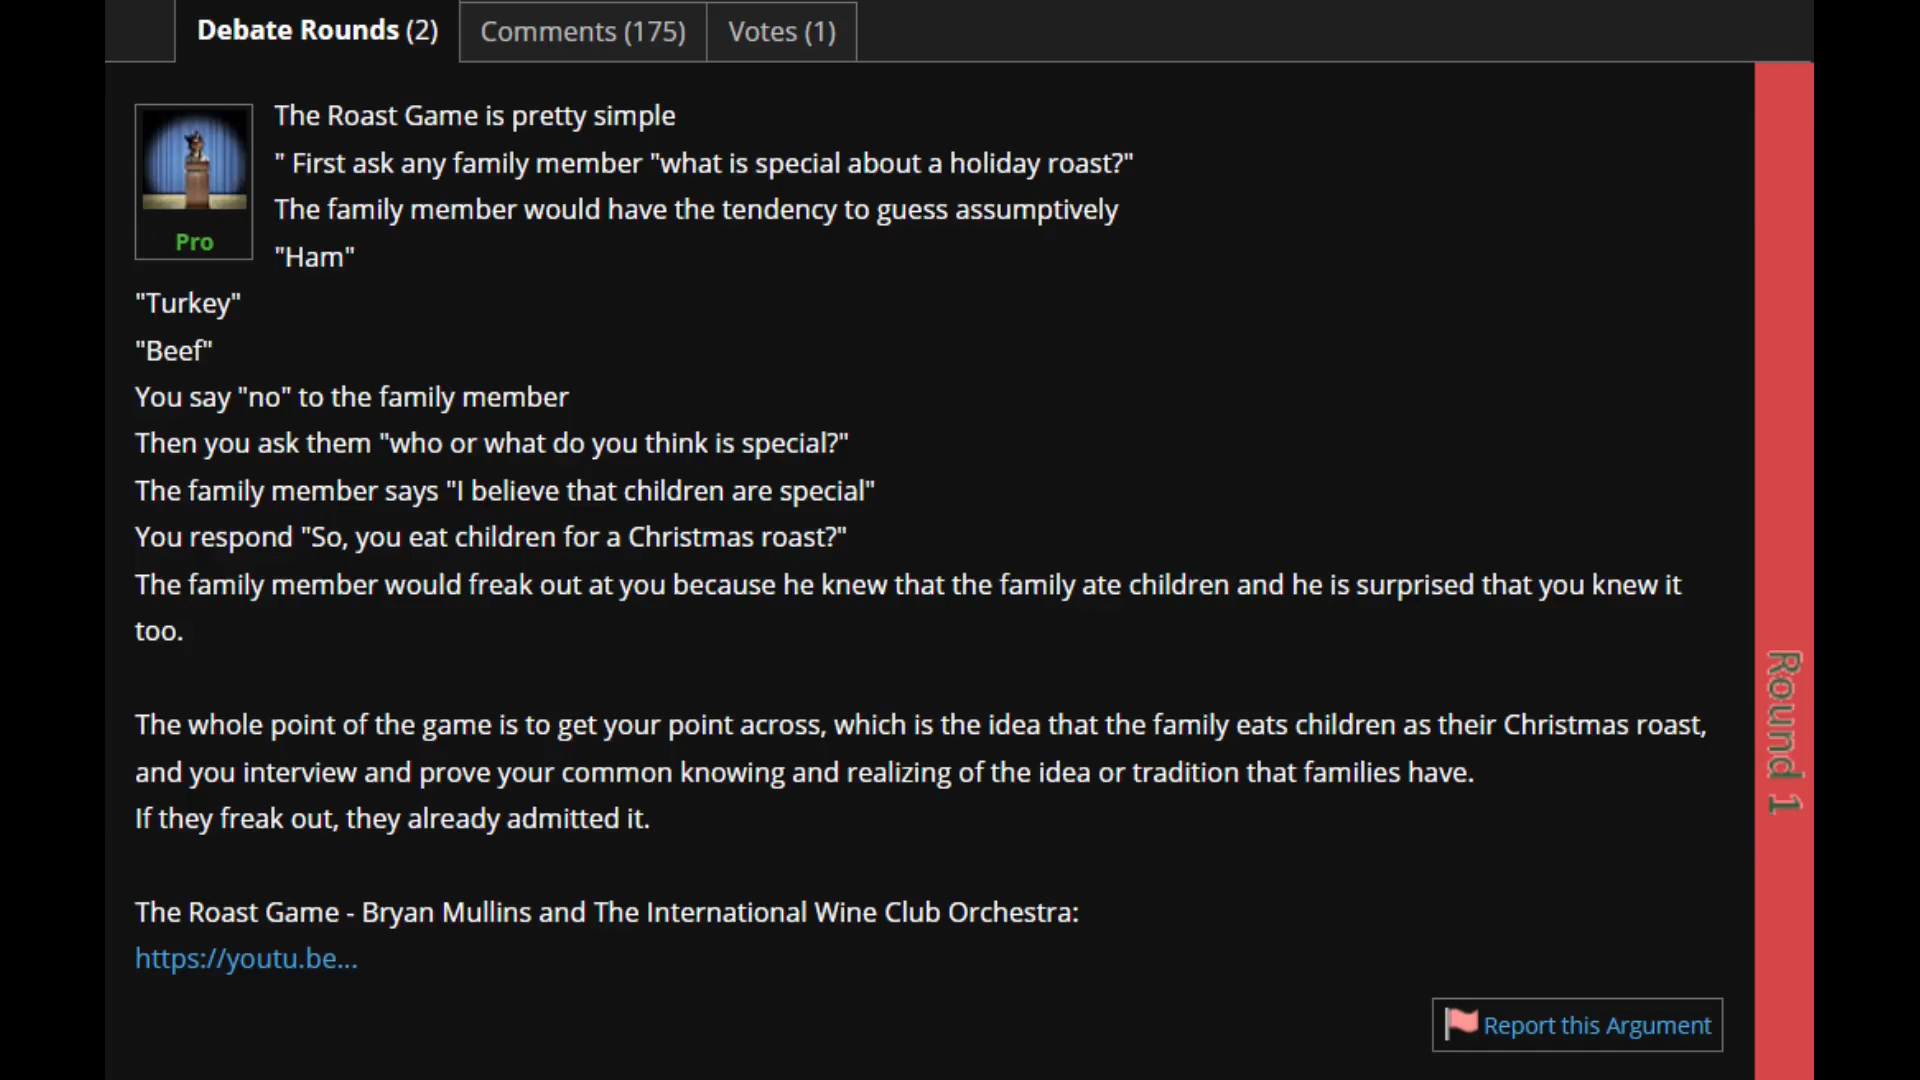 Debate Rounds (2)
Comments (175)
Votes (1)
Pro
The Roast Game is pretty simple
" First ask any family member "what is special about a holiday roast?"
The family member would have the tendency to guess assumptively
"Ham"
"Turkey"
"Beef"
You say "no" to the family member
Then you ask them "who or what do you think is special?"
The family member says "I believe that children are special"
You respond "So, you eat children for a Christmas roast?"
The family member would freak out at you because he knew that the family ate children and he is surprised that you knew it
too.
The whole point of the game is to get your point across, which is the idea that the family eats children as their Christmas roast,
and you interview and prove your common knowing and realizing of the idea or tradition that families have.
If they freak out, they already admitted it.
The Roast Game - Bryan Mullins and The International Wine Club Orchestra:
https://youtu.be...
Report this Argument
Round 1